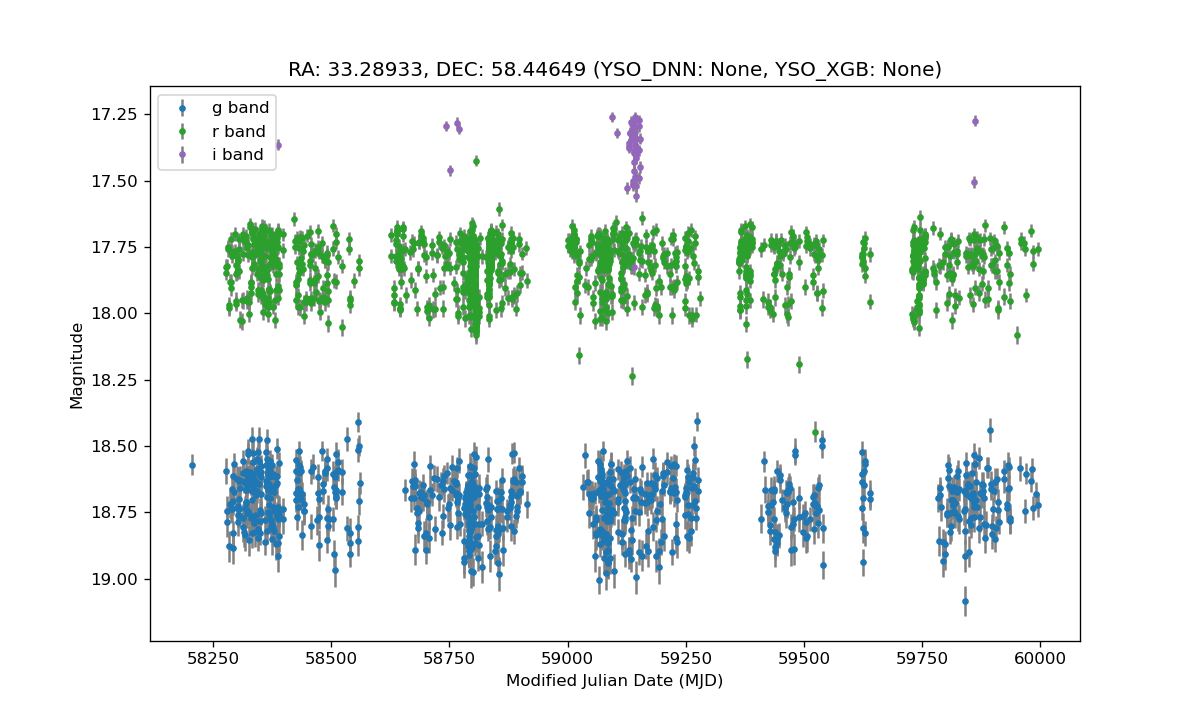 RA: 33.28933, DEC: 58.44649 (YSO_DNN: None, YSO_XGB: None)
g band
r band
i band
17.25
17.50
17.75
18.00
18.25
18.50
18.75
19.00
Magnitude
58250 58500 58750 59000 59250 59500 59750 60000
Modified Julian Date (MJD)